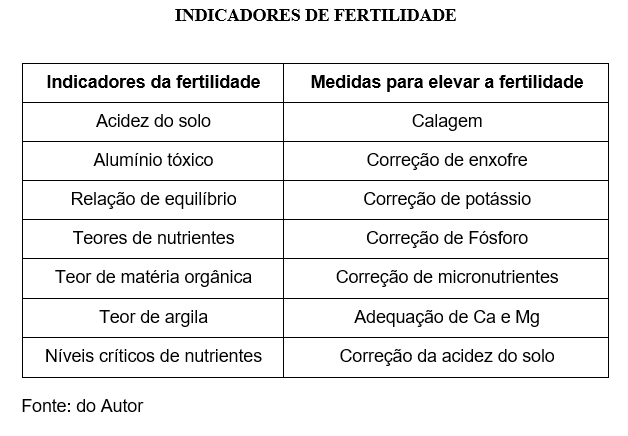 INDICADORES DE FERTILIDADE
Indicadores da fertilidade Medidas para elevar a fertilidade
Acidez do solo Calagem
Alumínio tóxico Correção de enxofre
Relação de equilíbrio Correção de potássio
Teores de nutrientes Correção de Fósforo
Teor de matéria orgânica Correção de micronutrientes
Teor de argila Adequação de Ca e Mg
Níveis críticos de nutrientes Correção da acidez do solo
Fonte: do Autor